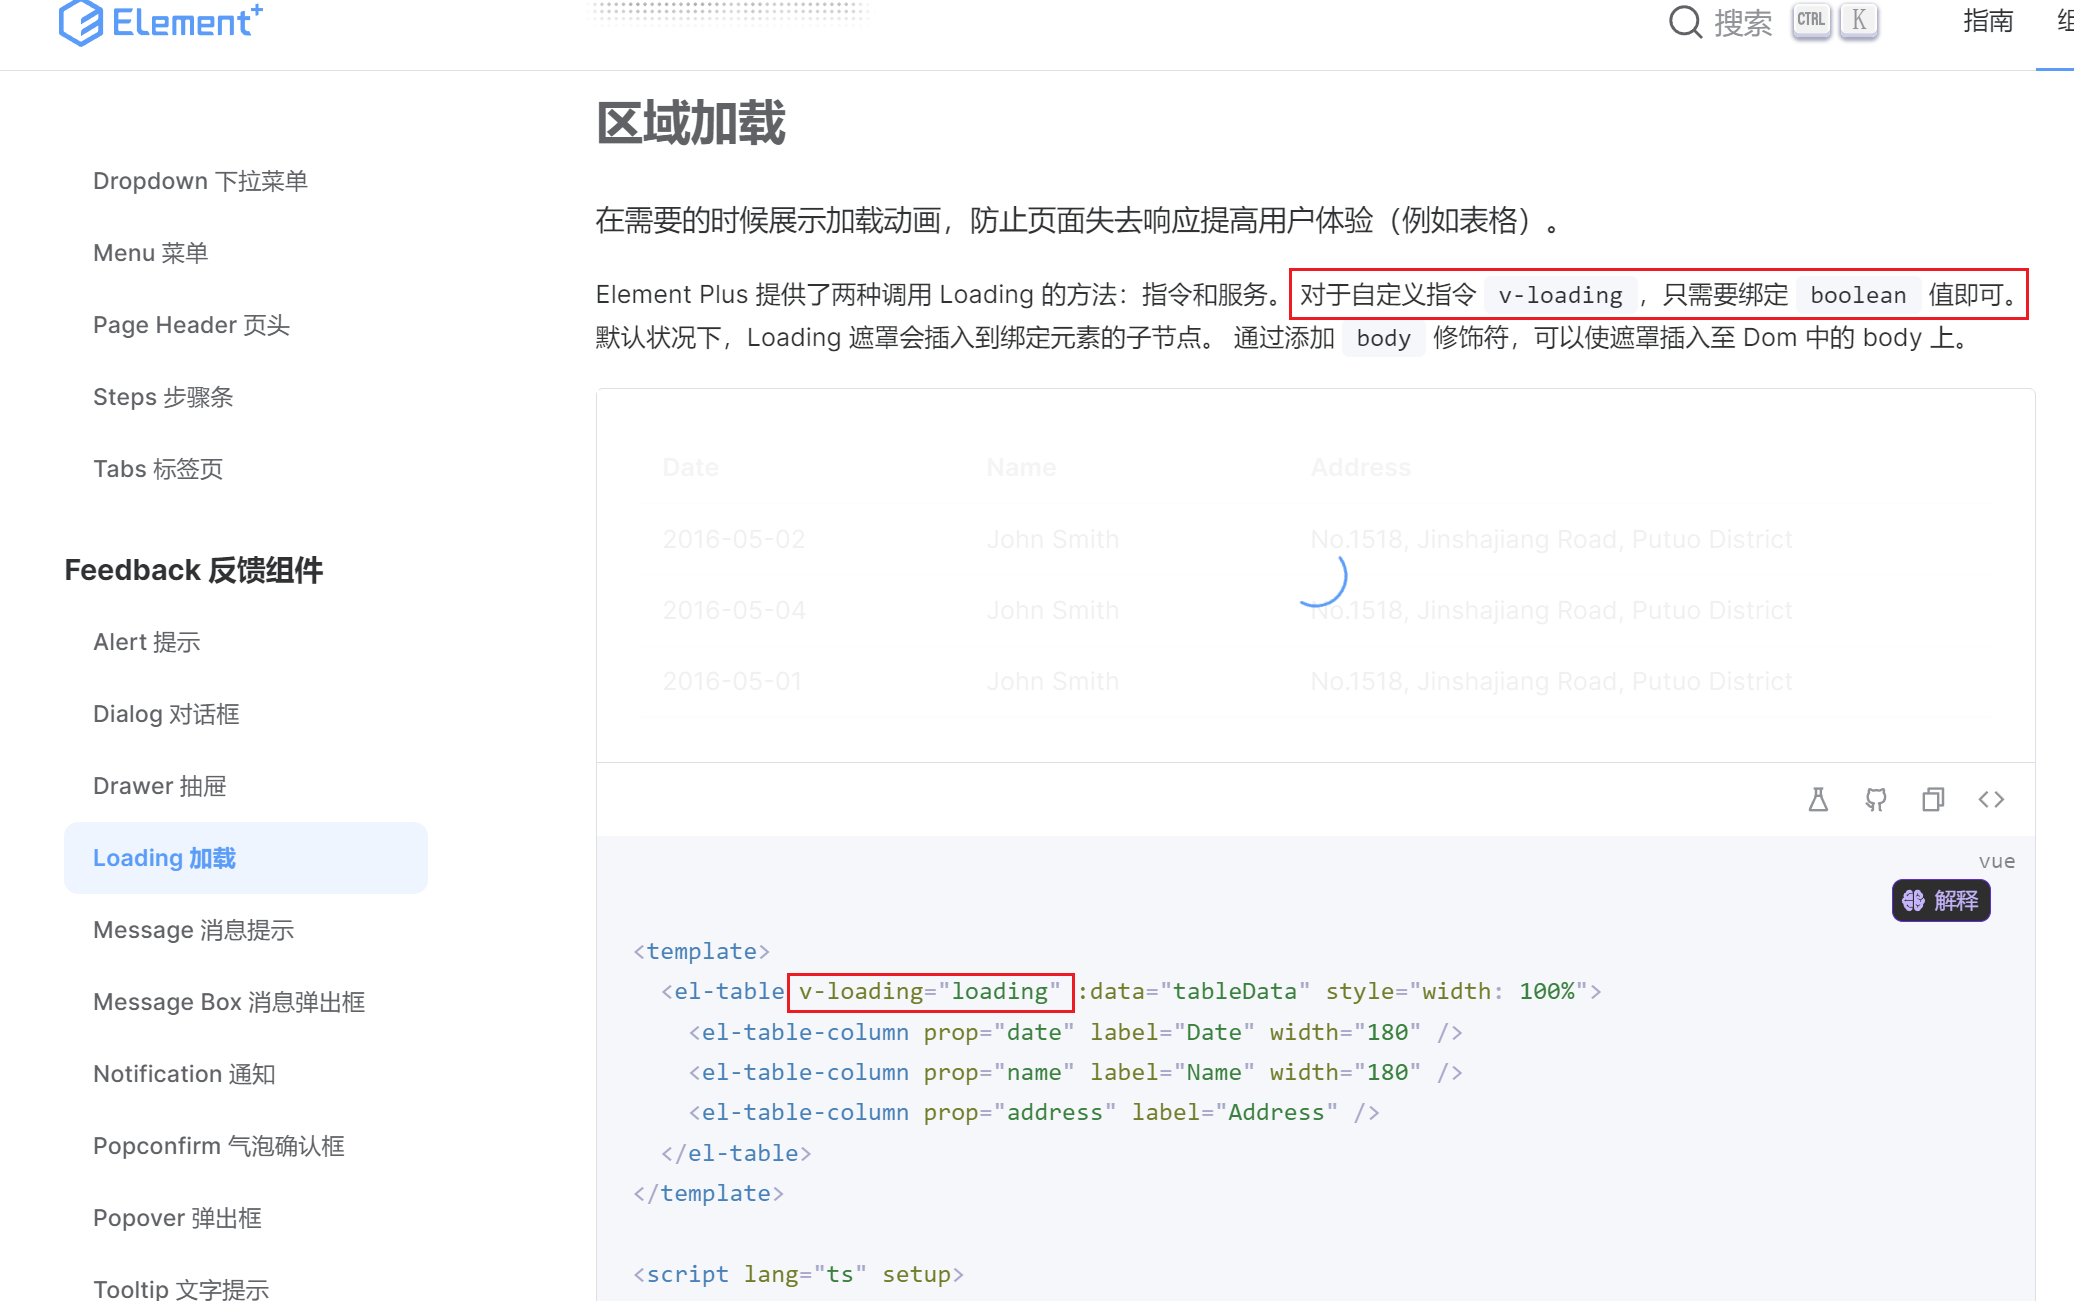 Element+
搜索 CTRL K
指南
Dropdown 下拉菜单
Menu 菜单
Page Header 页头
Steps 步骤条
Tabs 标签页
Feedback 反馈组件
Alert 提示
Dialog 对话框
Drawer 抽屉
Loading 加载
Message 消息提示
Message Box 消息弹出框
Notification 通知
Popconfirm 气泡确认框
Popover 弹出框
Tooltip 文字提示
区域加载
在需要的时候展示加载动画，防止页面失去响应提高用户体验（例如表格）。
Element Plus 提供了两种调用 Loading 的方法：指令和服务。 对于自定义指令 v-loading ，只需要绑定 boolean 值即可。
默认状况下，Loading 遮罩会插入到绑定元素的子节点。 通过添加 body 修饰符，可以使遮罩插入至 Dom 中的 body 上。
Date Name Address
2016-05-02 John Smith No.1518, Jinshajiang Road, Putuo District
2016-05-04 John Smith No.1518, Jinshajiang Road, Putuo District
2016-05-01 John Smith No.1518, Jinshajiang Road, Putuo District
vue
解释
<template>
<el-table v-loading="loading" :data="tableData" style="width: 100%">
<el-table-column prop="date" label="Date" width="180" />
<el-table-column prop="name" label="Name" width="180" />
<el-table-column prop="address" label="Address" />
</el-table>
</template>
<script lang="ts" setup>